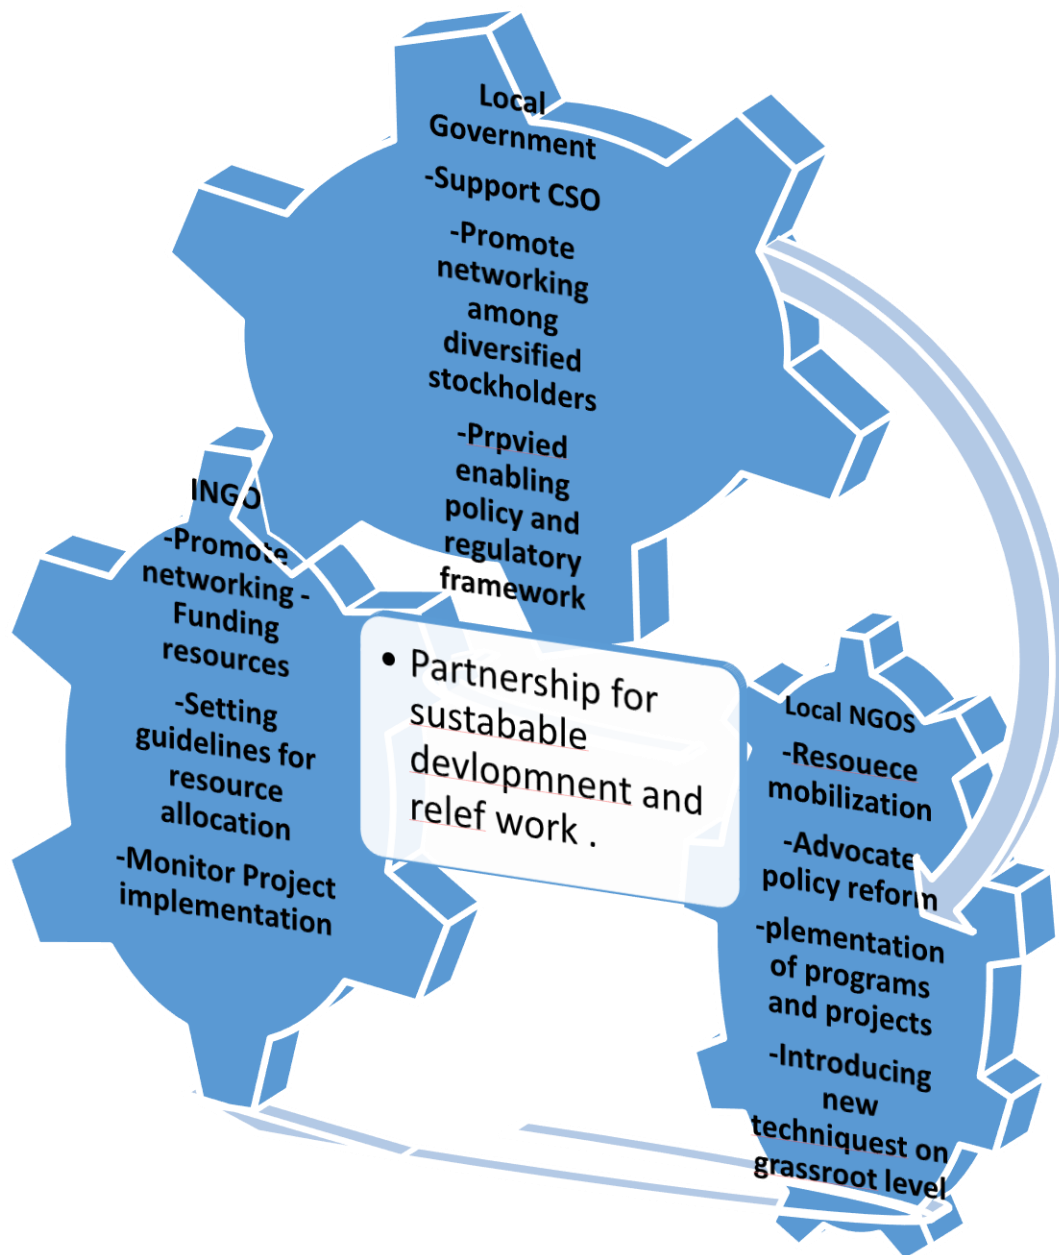 Local
Government
-Support CSO
-Promote
networking
among
diversified
stockholders
-Prpvied
enabling
policy and
regulatory
framework
INGO
-Promote
networking -
Funding
resources
-Setting
guidelines for
resource
allocation
-Monitor Project
implementation
• Partnership for
sustabable
devlopmnent and
relef work .
Local NGOS
-Resouece
mobilization
-Advocate
policy reform
-plementation
of programs
and projects
-Introducing
new
techniquest on
grassroot level